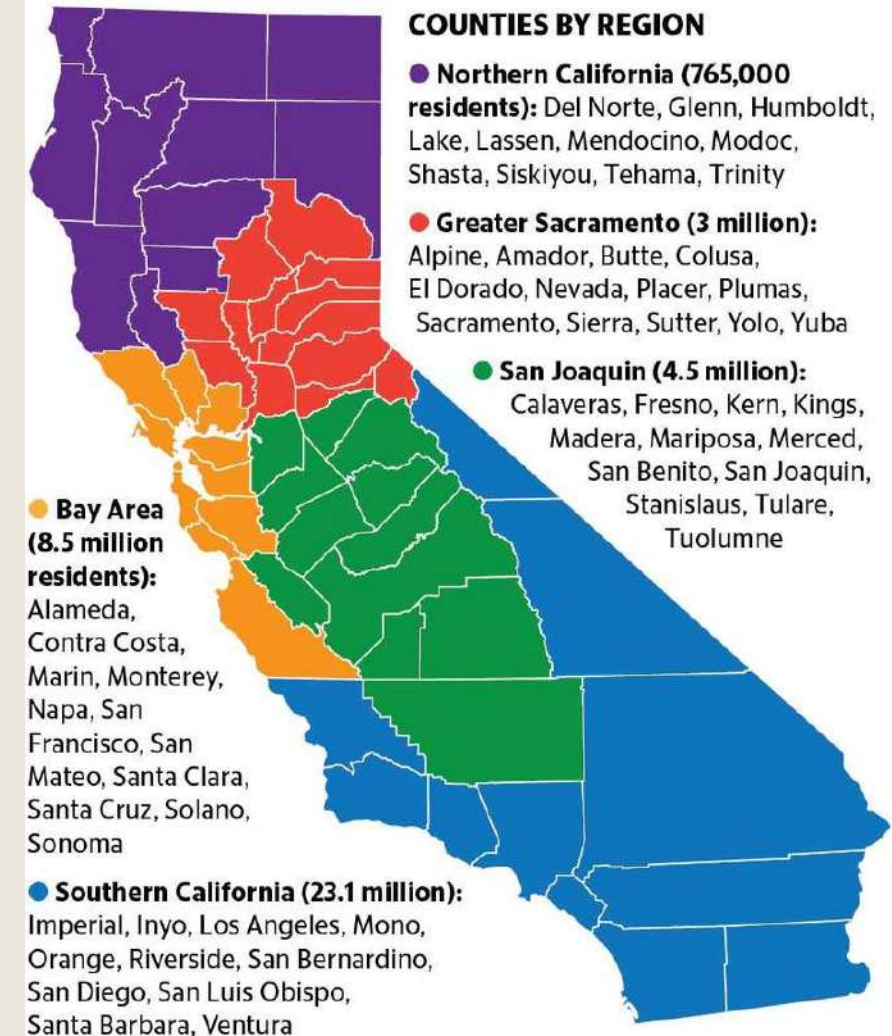 COUNTIES BY REGION
● Northern California (765,000
residents): Del Norte, Glenn, Humboldt,
Lake, Lassen, Mendocino, Modoc,
Shasta, Siskiyou, Tehama, Trinity
● Greater Sacramento (3 million):
Alpine, Amador, Butte, Colusa,
El Dorado, Nevada, Placer, Plumas,
Sacramento, Sierra, Sutter, Yolo, Yuba
● San Joaquin (4.5 million):
Calaveras, Fresno, Kern, Kings,
Madera, Mariposa, Merced,
San Benito, San Joaquin,
Stanislaus, Tulare,
Tuolumne
● Bay Area
(8.5 million
residents):
Alameda,
Contra Costa,
Marin, Monterey,
Napa, San
Francisco, San
Mateo, Santa Clara,
Santa Cruz, Solano,
Sonoma
● Southern California (23.1 million):
Imperial, Inyo, Los Angeles, Mono,
Orange, Riverside, San Bernardino,
San Diego, San Luis Obispo,
Santa Barbara, Ventura